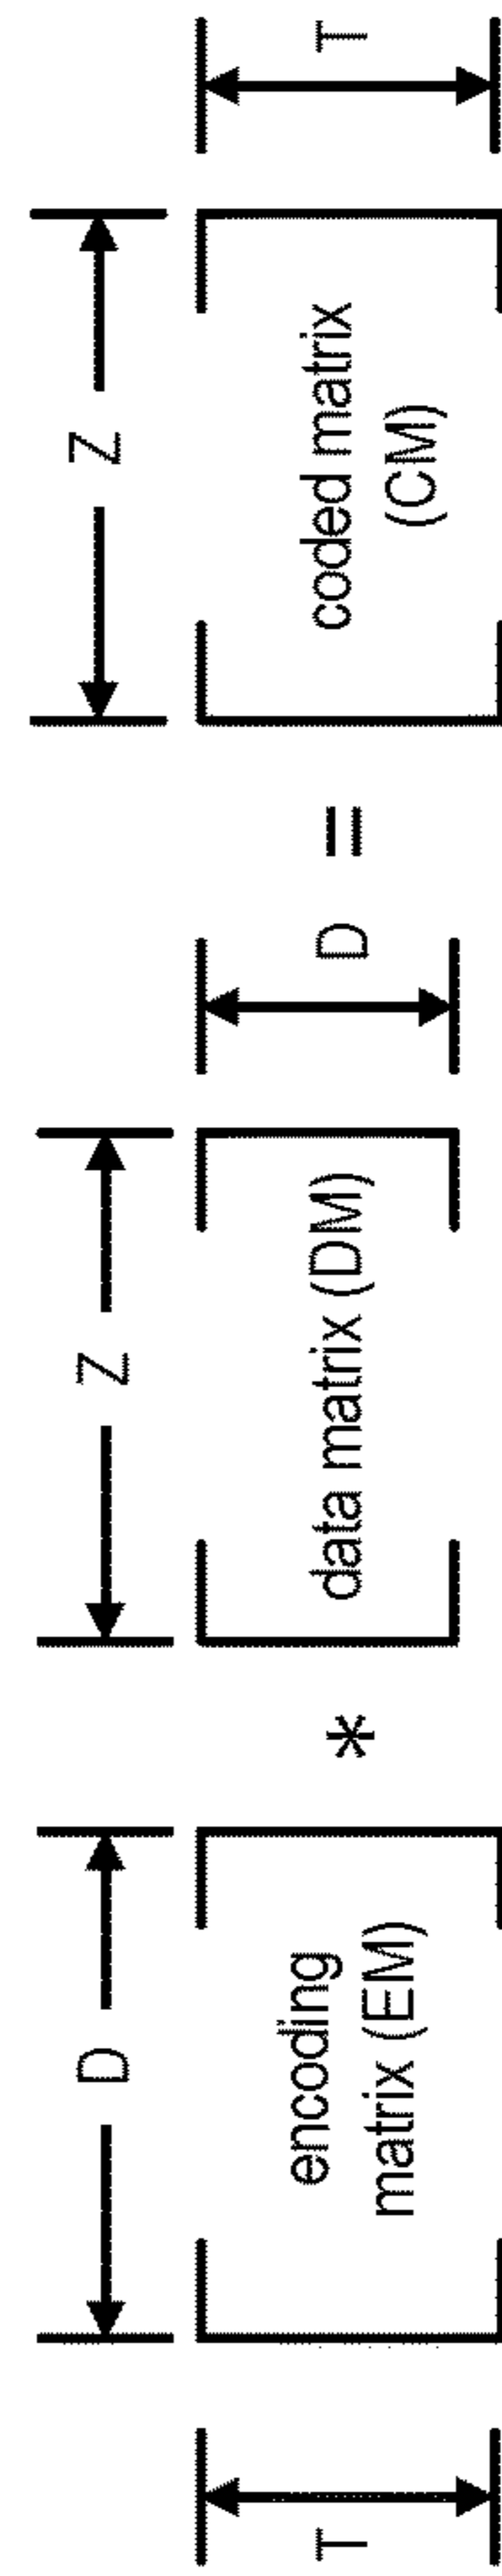 T
D
encoding
matrix (EM)
*
Z
data matrix (DM)
D
=
Z
coded matrix
(CM)
T